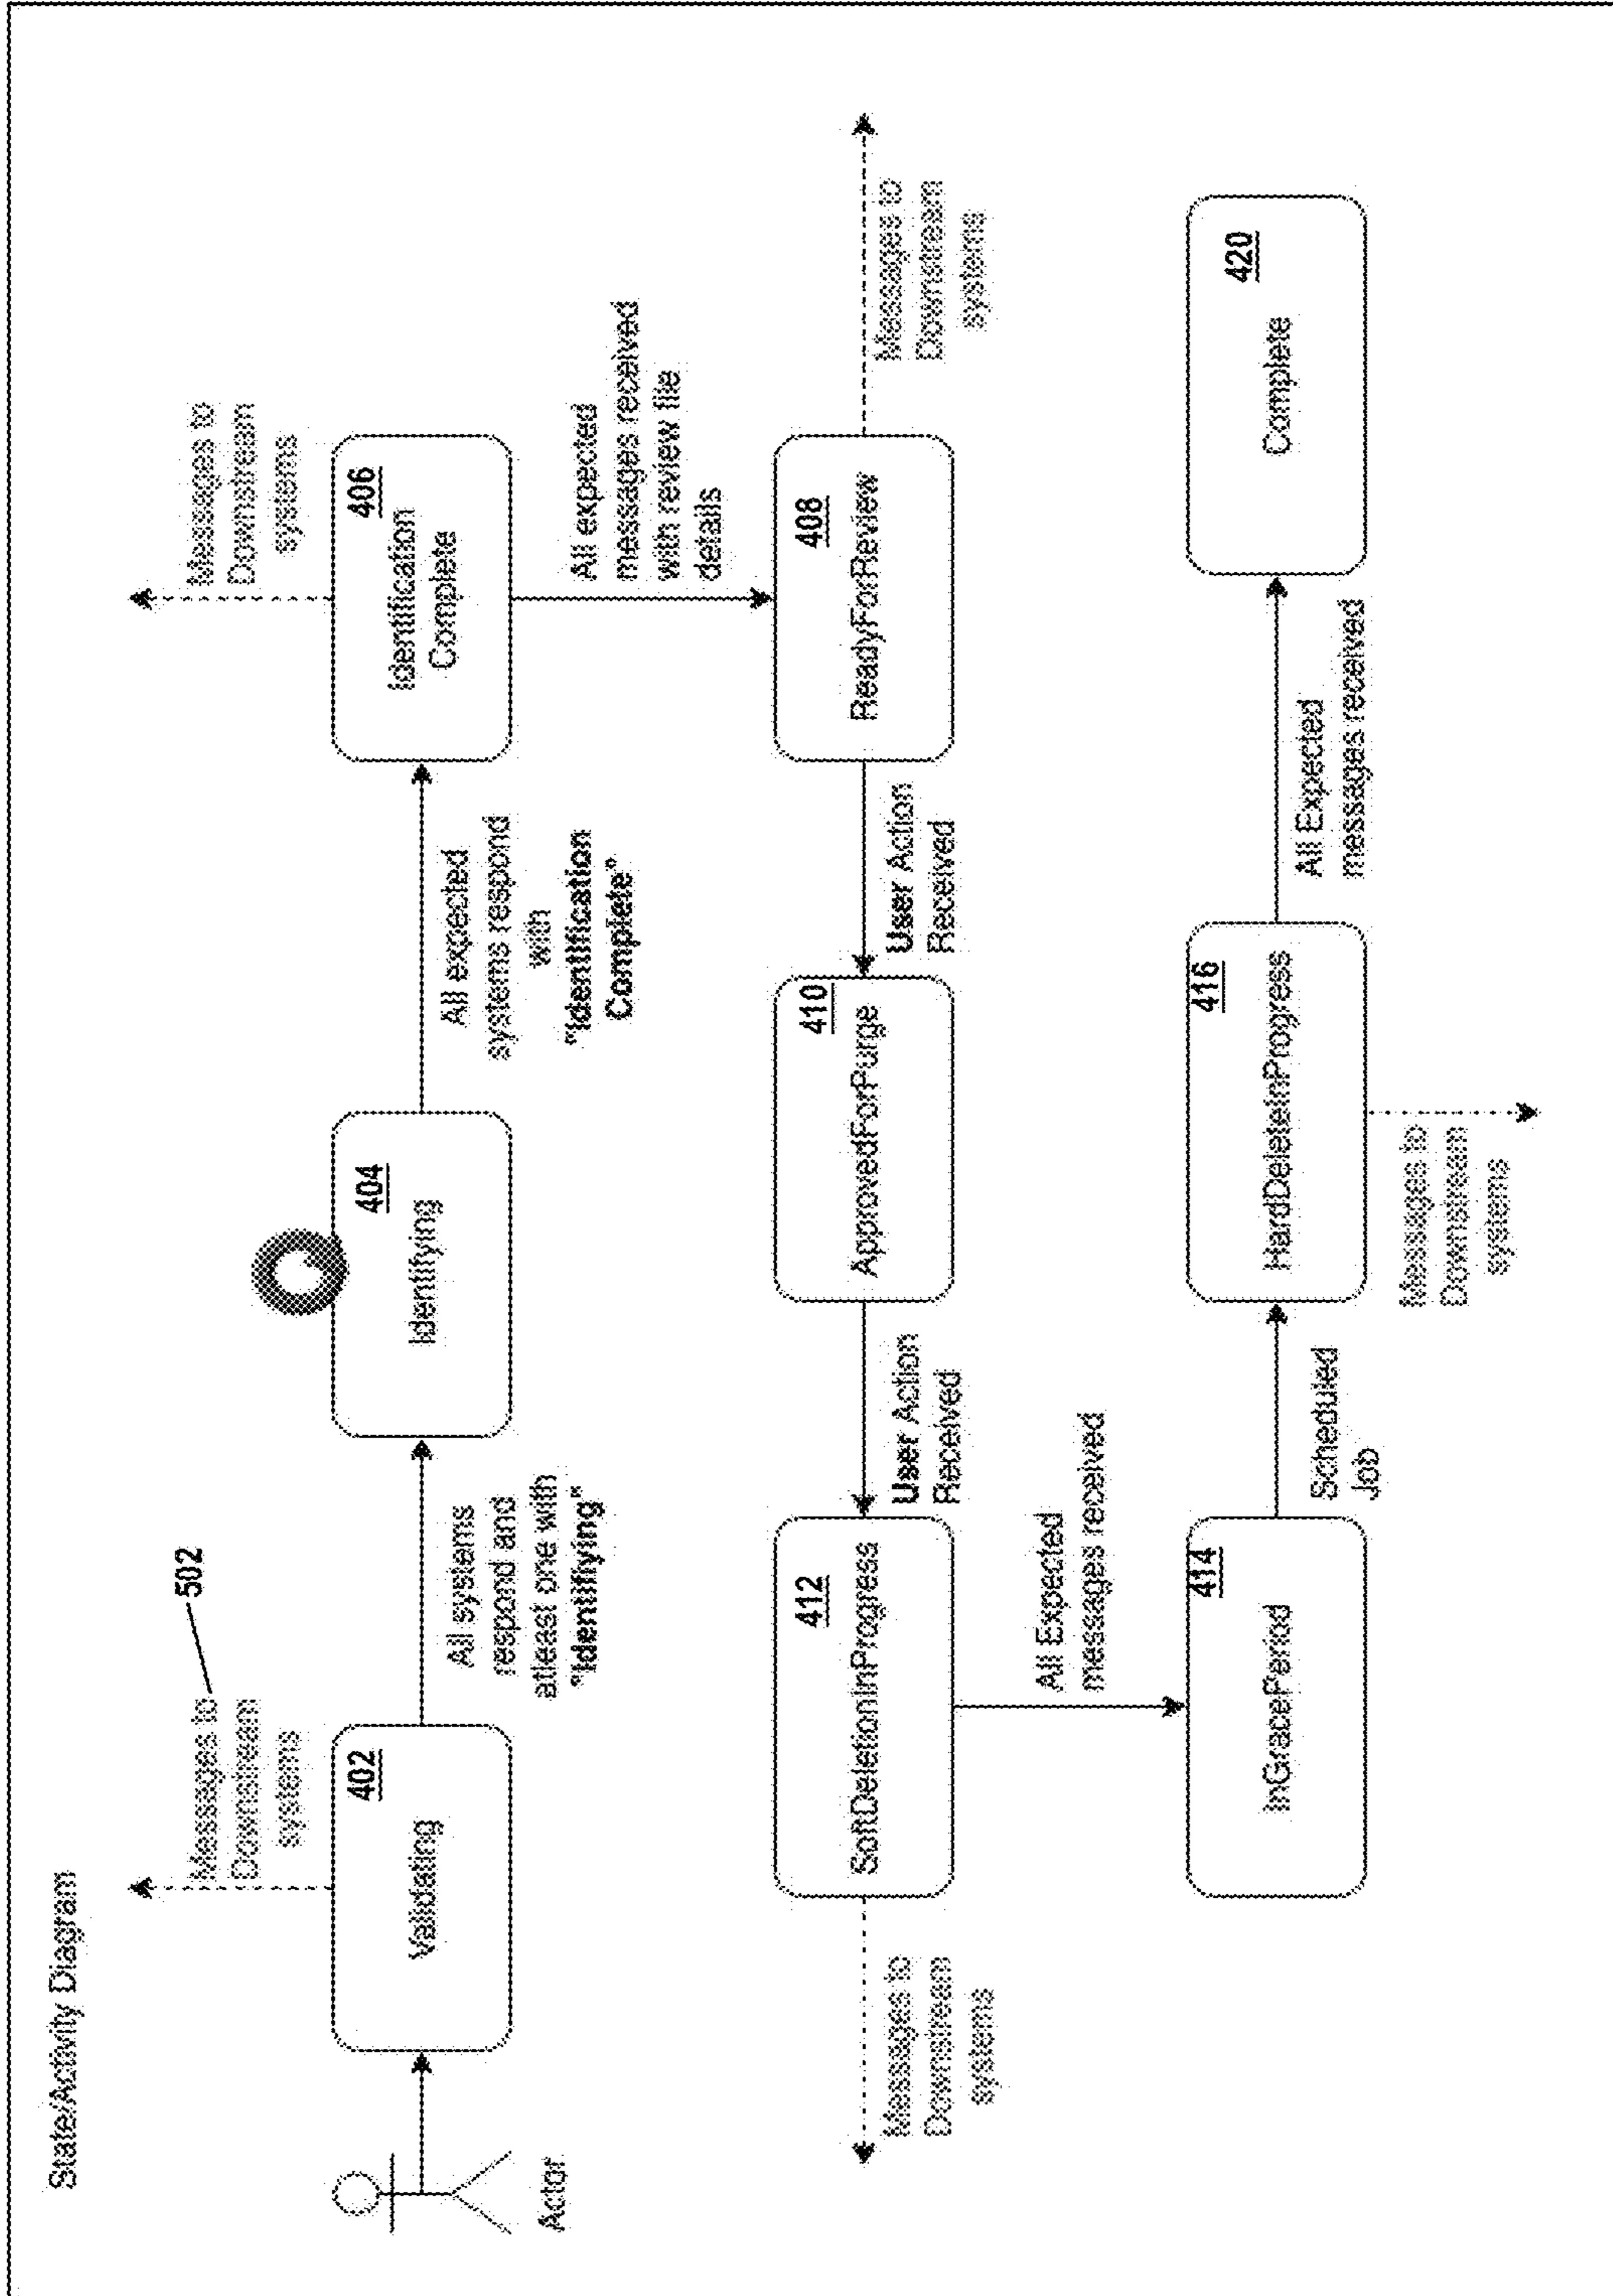 State/Activity Diagram
Messages to
Downstream
systems
502
Messages to
Downstream
systems
Actor
402
Validating
All systems
respond and
atleast one with
"Identifiying"
404
Identifying
All expected
systems respond
with
"Identification
Complete"
406
Identification
Complete
All expected
messages received
with review file
details
Messages to
Downstream
systems
412
SoftDeletionInProgress
User Action
Received
410
ApprovedForPurge
User Action
Received
408
ReadyForReview
Messages to
Downstream
systems
All Expected
messages received
414
InGracePeriod
Scheduled
Job
416
HardDeleteInProgress
All Expected
messages received
420
Complete
Messages to
Downstream
systems